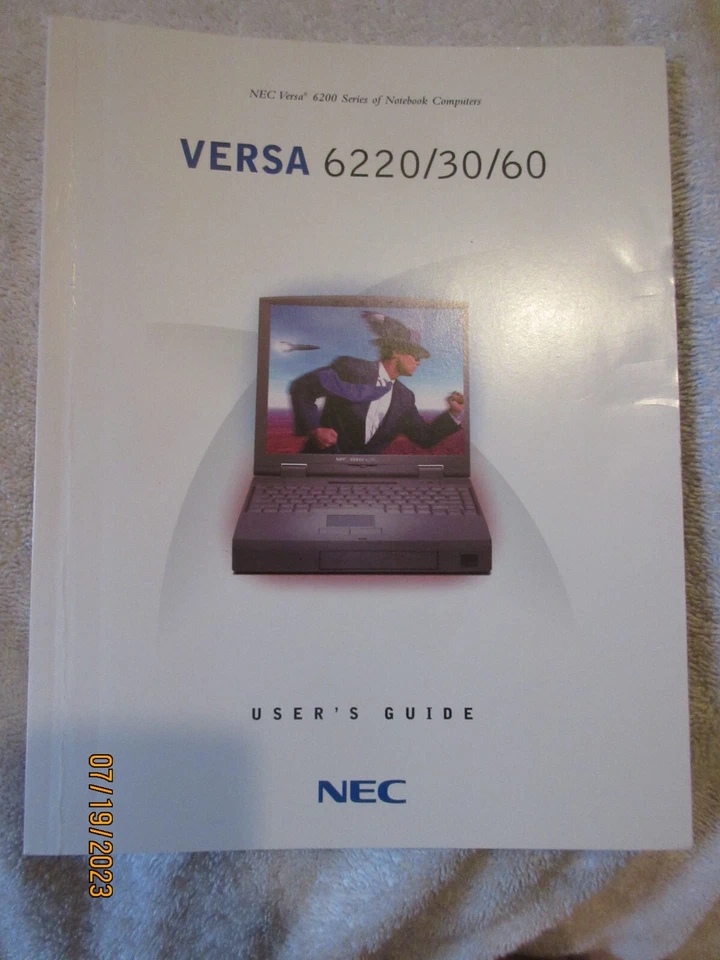 NEC Versa® 6200 Series of Notebook Computers
VERSA 6220/30/60
USER'S GUIDE
NEC
07/19/2023